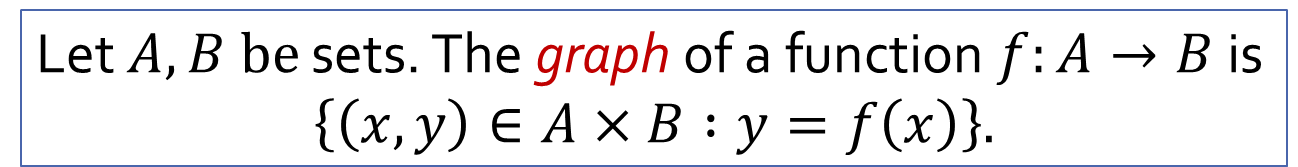 Let A, B be sets. The graph of a function f: A → B is
{(x, y) ∈ A × B : y = f(x)}.